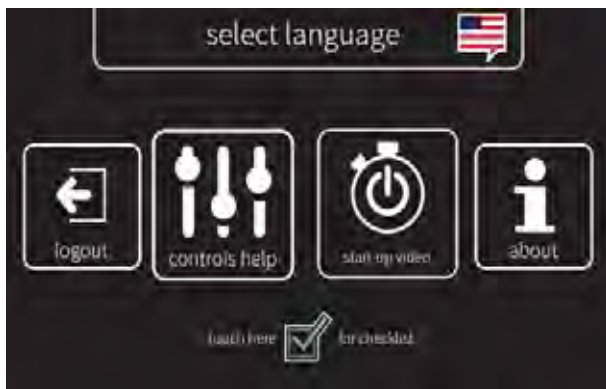 select language
logout
controls help
start up video
about
touch here for checklist